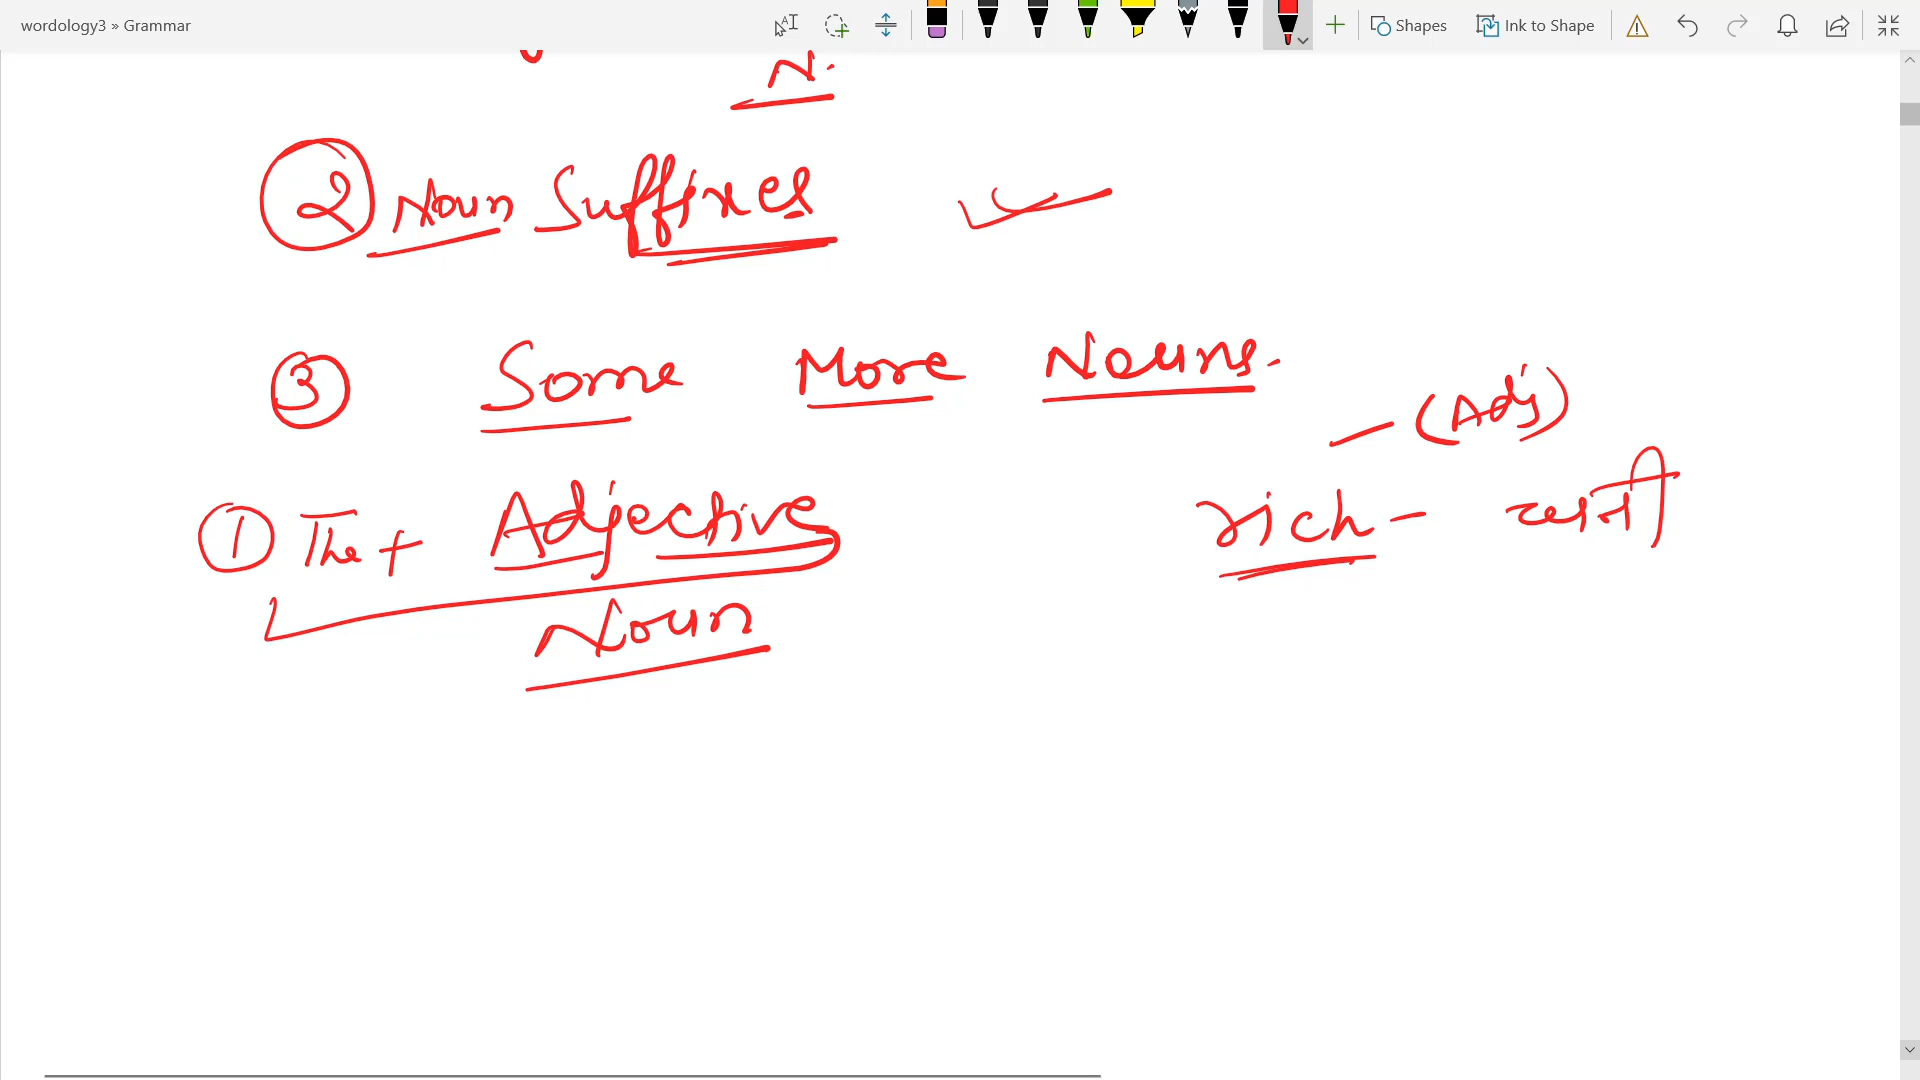 wordology3 » Grammar
Shapes
Ink to Shape
N.
2 Noun Suffixes
3 Some More Nouns.
(Adj)
1 The + Adjective
rich -
Noun